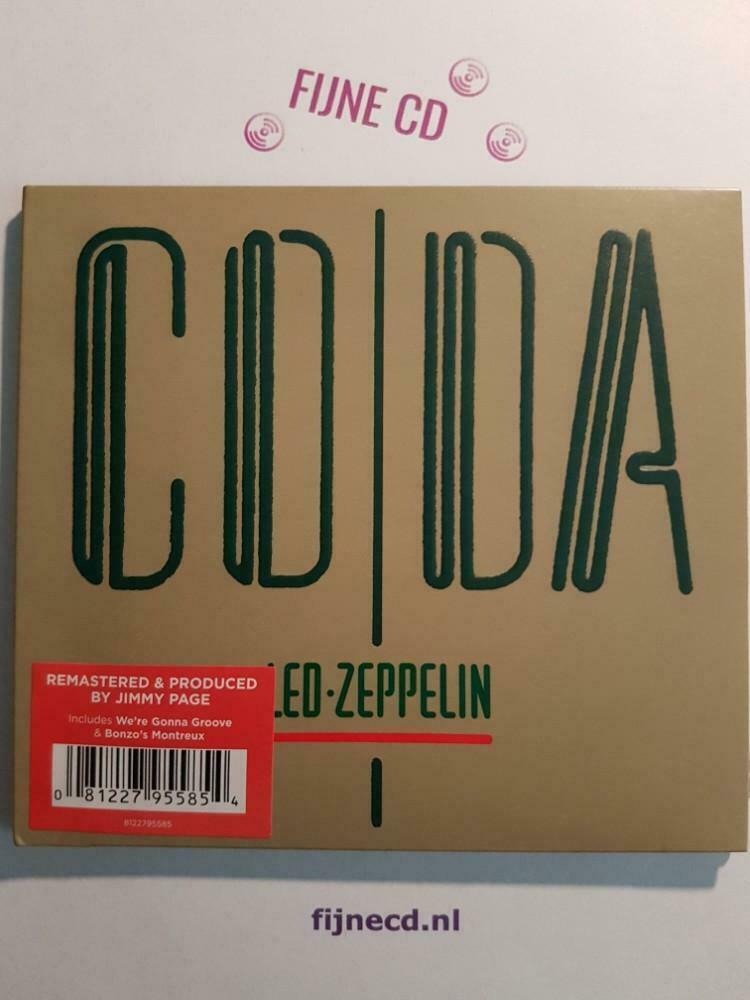 FIJNE CD
CODA
LED·ZEPPELIN
REMASTERED & PRODUCED
BY JIMMY PAGE
Includes We're Gonna Groove
& Bonzo's Montreux
0 81227 95585 4
8122795585
fijnecd.nl